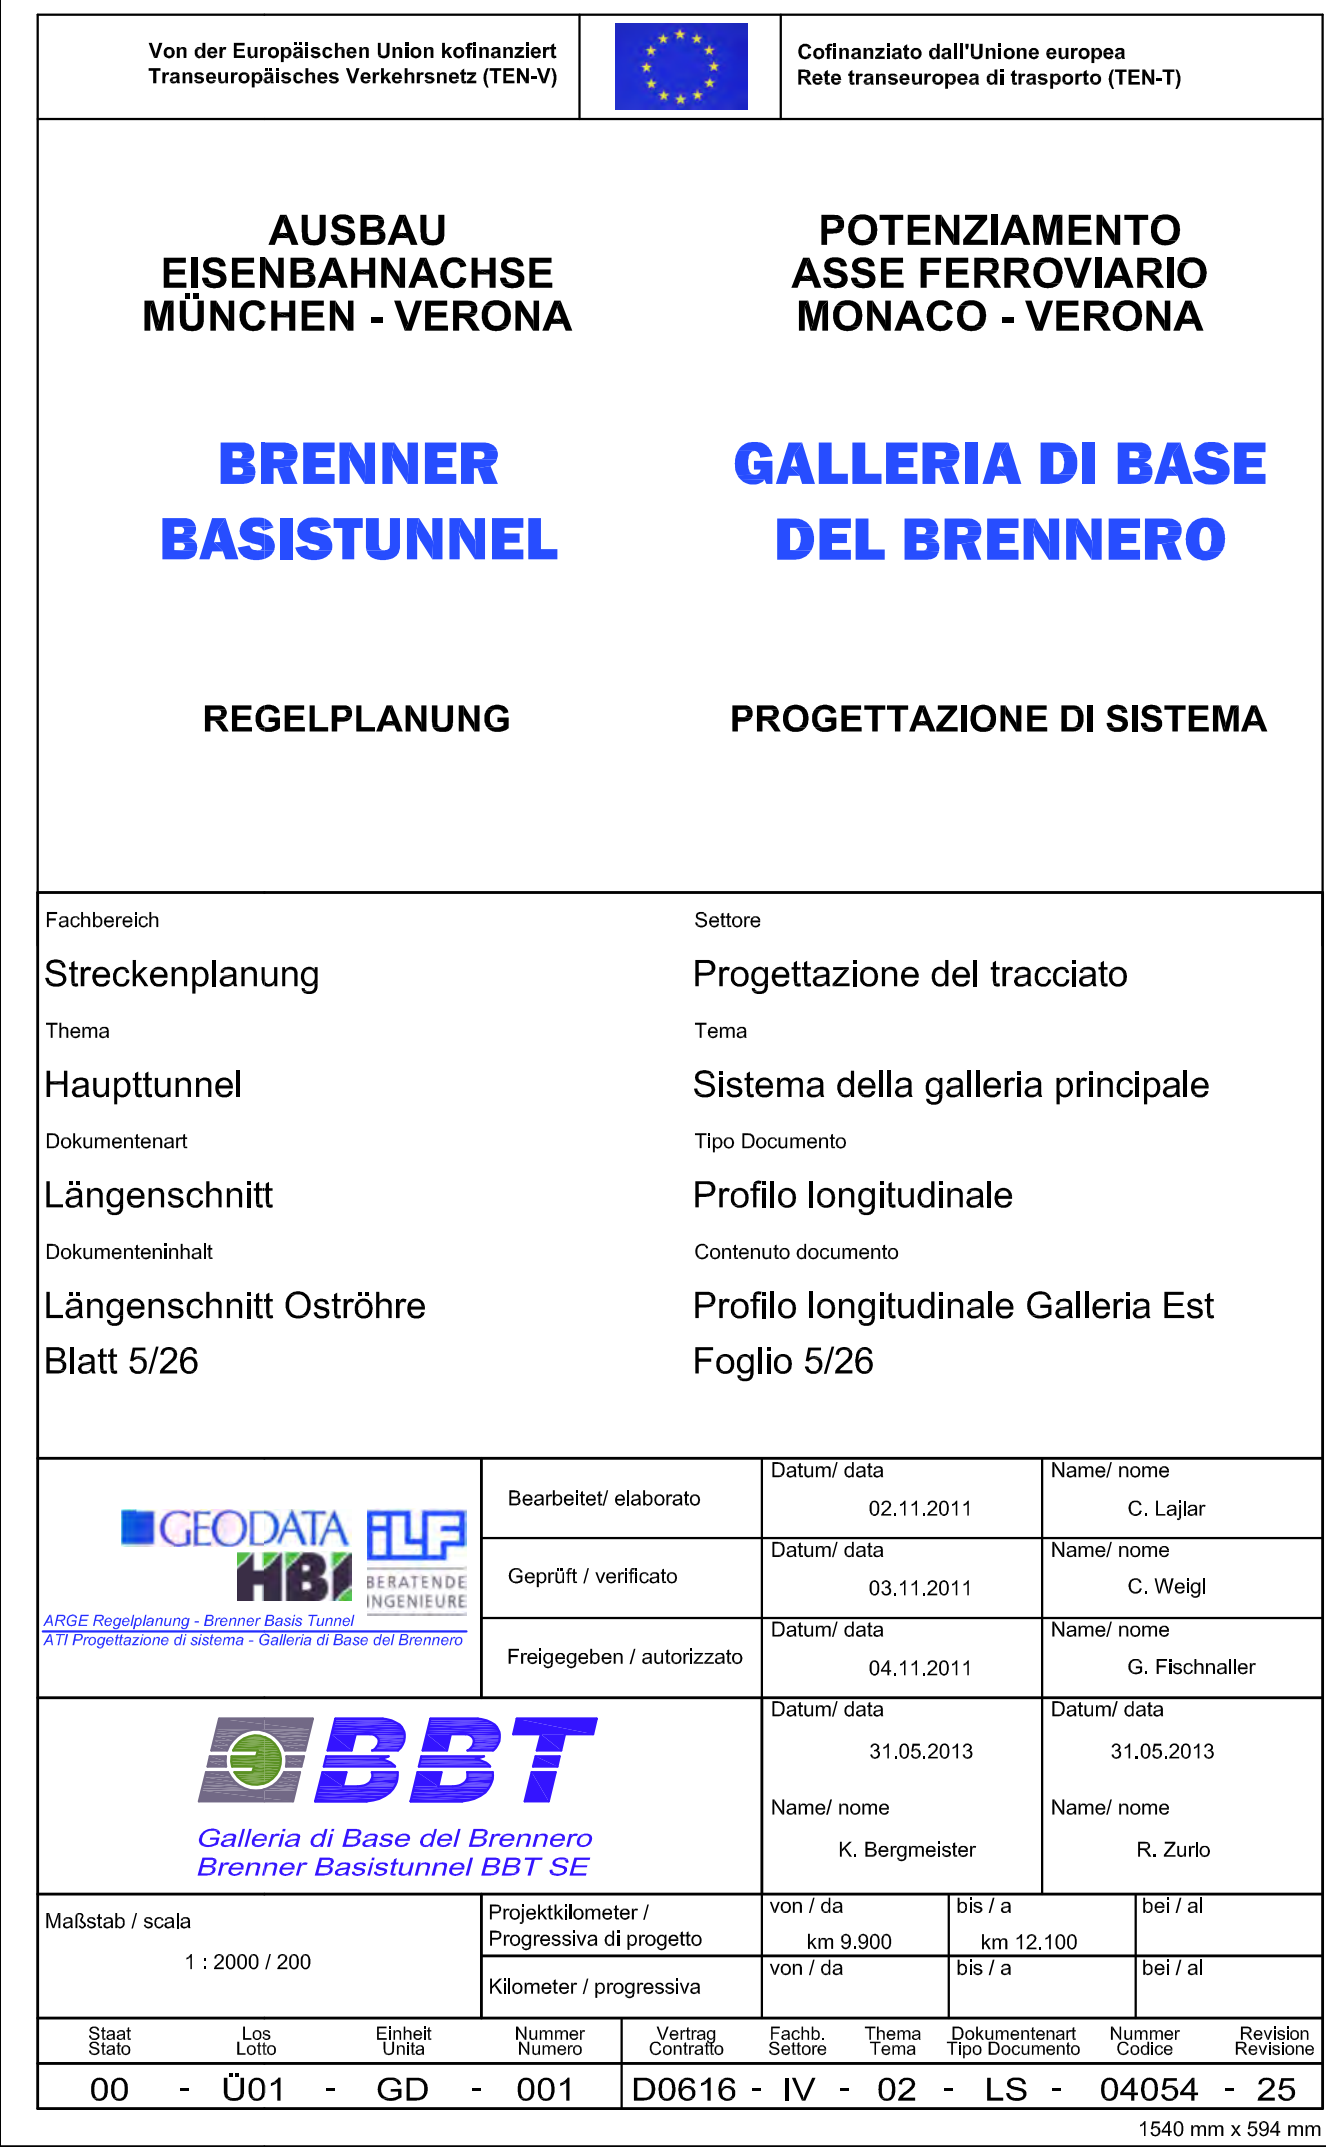 Von der Europäischen Union kofinanziert
Transeuropäisches Verkehrsnetz (TEN-V)
Cofinanziato dall'Unione europea
Rete transeuropea di trasporto (TEN-T)
AUSBAU
EISENBAHNACHSE
MÜNCHEN - VERONA
POTENZIAMENTO
ASSE FERROVIARIO
MONACO - VERONA
BRENNER
BASISTUNNEL
GALLERIA DI BASE
DEL BRENNERO
REGELPLANUNG
PROGETTAZIONE DI SISTEMA
Fachbereich
Settore
Streckenplanung
Progettazione del tracciato
Thema
Tema
Haupttunnel
Sistema della galleria principale
Dokumentenart
Tipo Documento
Längenschnitt
Profilo longitudinale
Dokumenteninhalt
Contenuto documento
Längenschnitt Oströhre
Profilo longitudinale Galleria Est
Blatt 5/26
Foglio 5/26
GEODATA
HBI
iLF
BERATENDE
INGENIEURE
ARGE Regelplanung - Brenner Basis Tunnel
ATI Progettazione di sistema - Galleria di Base del Brennero
Bearbeitet/ elaborato
Datum/ data
02.11.2011
Name/ nome
C. Lajlar
Geprüft / verificato
Datum/ data
03.11.2011
Name/ nome
C. Weigl
Freigegeben / autorizzato
Datum/ data
04.11.2011
Name/ nome
G. Fischnaller
BBT
Galleria di Base del Brennero
Brenner Basistunnel BBT SE
Datum/ data
31.05.2013
Name/ nome
K. Bergmeister
Datum/ data
31.05.2013
Name/ nome
R. Zurlo
Maßstab / scala
1 : 2000 / 200
Projektkilometer /
Progressiva di progetto
von / da
km 9.900
bis / a
km 12.100
bei / al
Kilometer / progressiva
von / da
bis / a
bei / al
Staat Los Einheit Nummer Vertrag Fachb. Thema Dokumentenart Nummer Revision
Stato Lotto Unita Numero Contratto Settore Tema Tipo Documento Codice Revisione
00 - Ü01 - GD - 001 D0616 - IV - 02 - LS - 04054 - 25
1540 mm x 594 mm